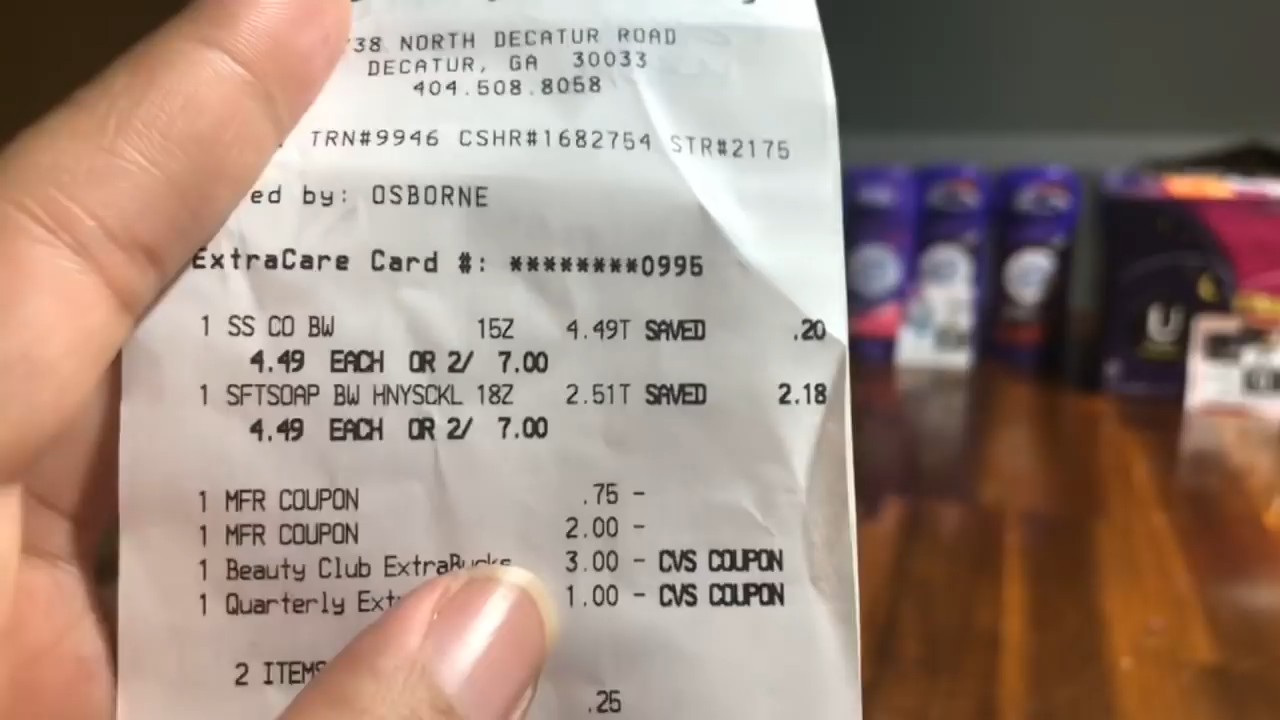 38 NORTH DECATUR ROAD
DECATUR, GA 30033
404.508.8058
TRN#9946 CSHR#1682754 STR#2175
ed by: OSBORNE
ExtraCare Card #: ********0995
1 SS CO BW 15Z 4.49T SAVED .20
4.49 EACH OR 2/ 7.00
1 SFTSOAP BW HNYSCKL 18Z 2.51T SAVED 2.18
4.49 EACH OR 2/ 7.00
1 MFR COUPON .75 -
1 MFR COUPON 2.00 -
1 Beauty Club ExtraBucks 3.00 - CVS COUPON
1 Quarterly Ext 1.00 - CVS COUPON
2 ITEMS
.25
U